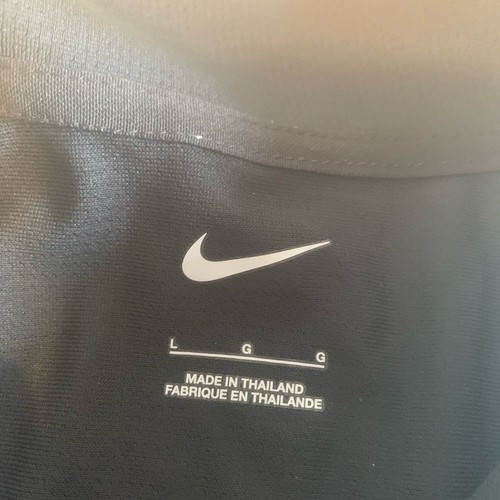 L G G
MADE IN THAILAND
FABRIQUE EN THAILANDE